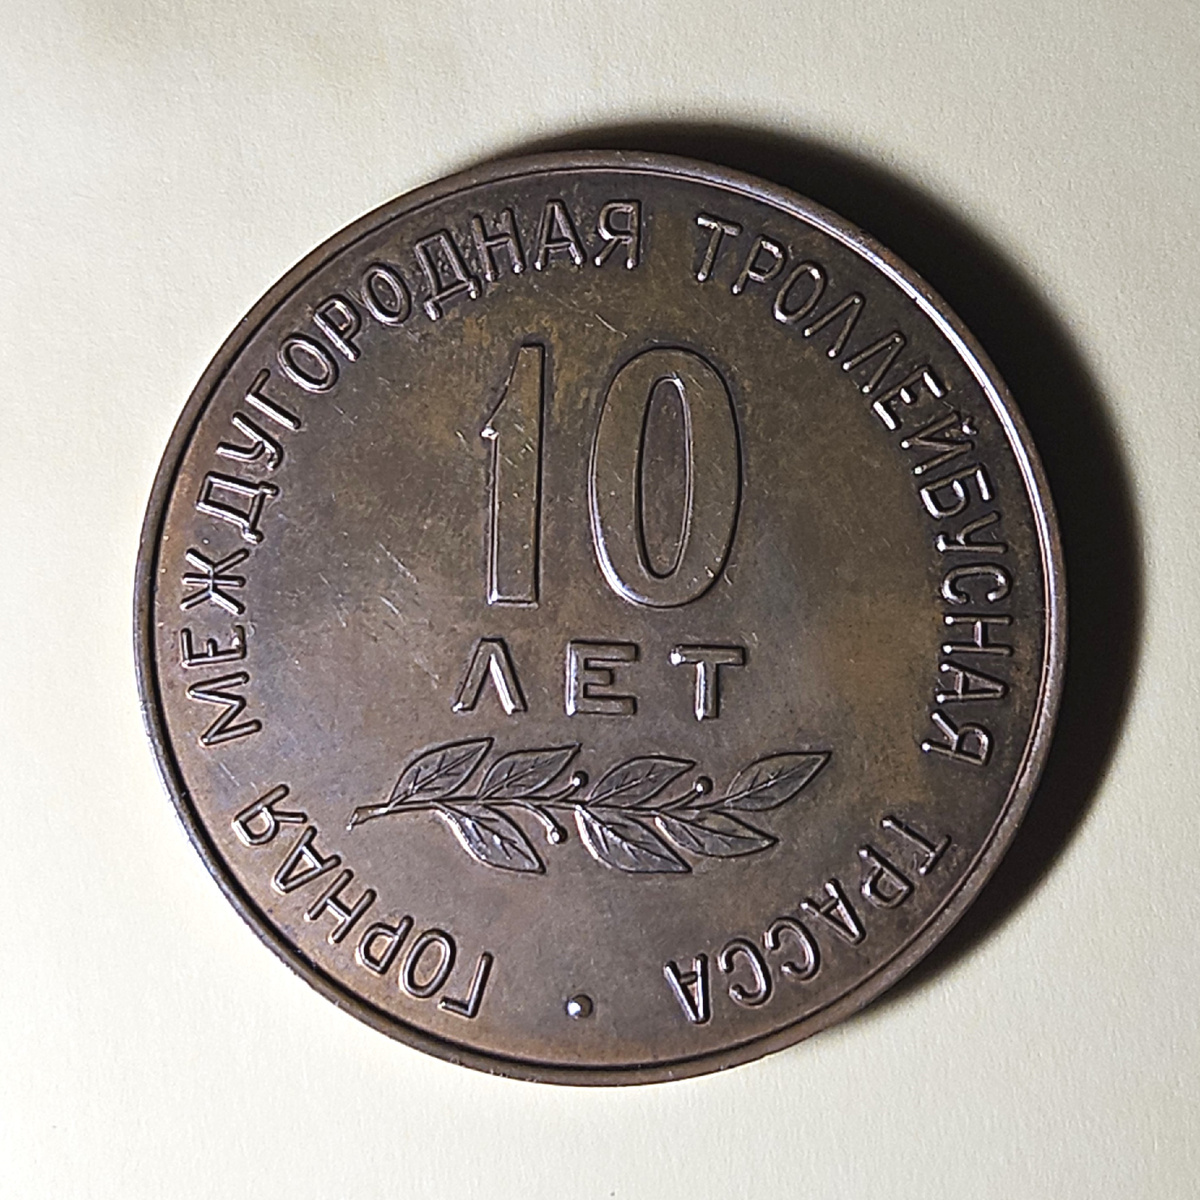 ГОРНАЯ МЕЖДУГОРОДНАЯ ТРОЛЛЕЙБУСНАЯ ТРАССА •
10
ЛЕТ